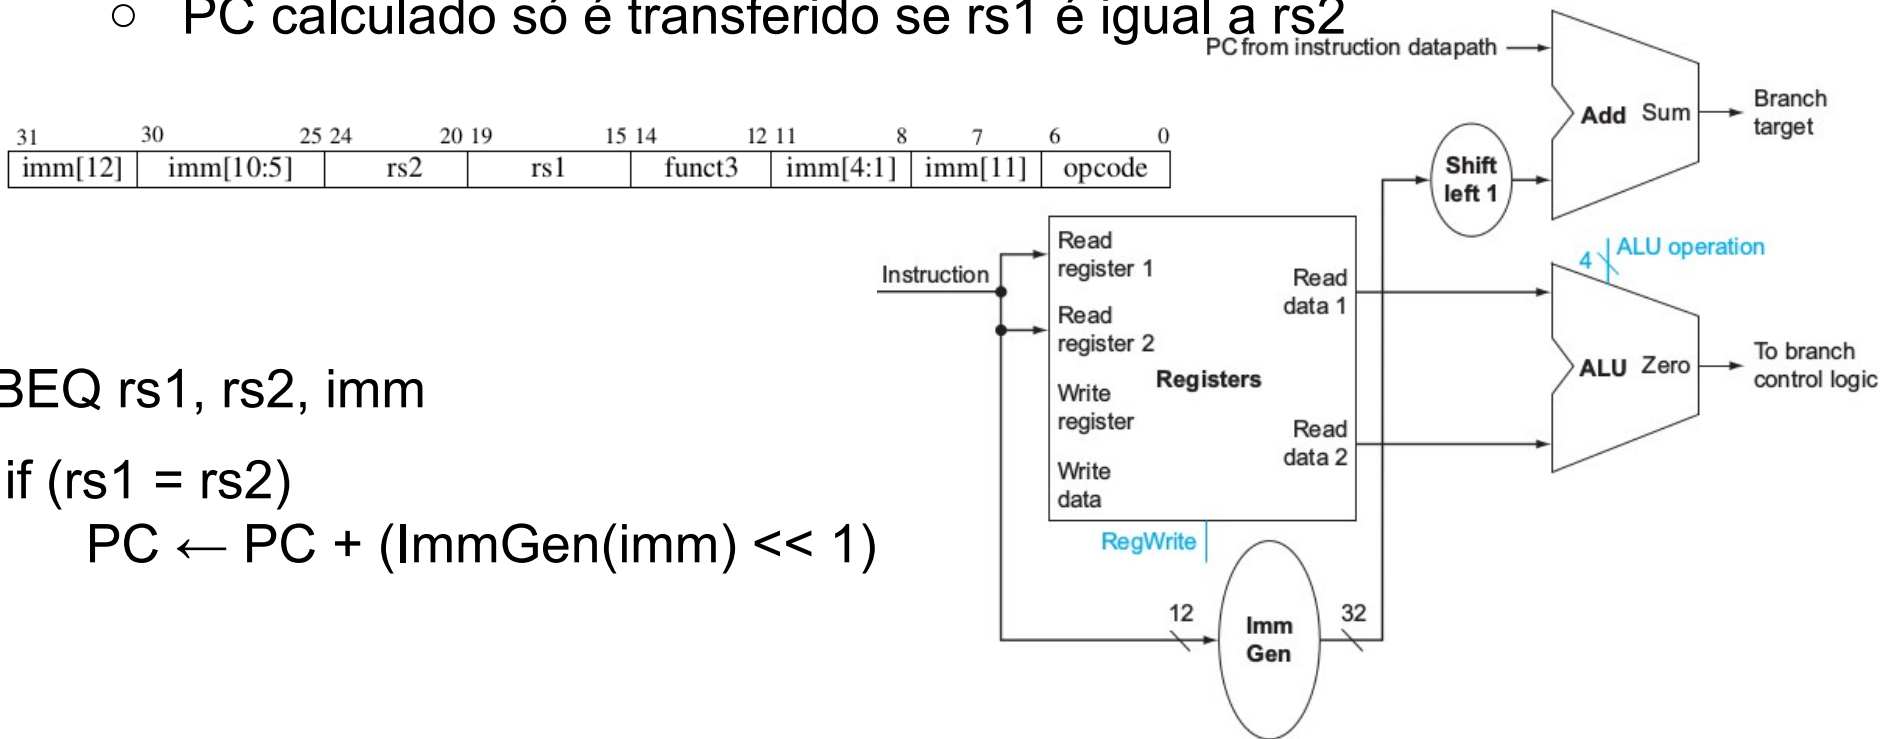 ○ PC calculado só é transferido se rs1 é igual a rs2
PC from instruction datapath
Add Sum
Branch
target
Shift
left 1
31 30 25 24 20 19 15 14 12 11 8 7 6 0
imm[12] imm[10:5] rs2 rs1 funct3 imm[4:1] imm[11] opcode
Instruction
Read
register 1
Read
register 2
Write
register
Write
data
Registers
Read
data 1
Read
data 2
RegWrite
4 ALU operation
ALU Zero
To branch
control logic
12
Imm
Gen
32
BEQ rs1, rs2, imm
if (rs1 = rs2)
PC ← PC + (ImmGen(imm) << 1)